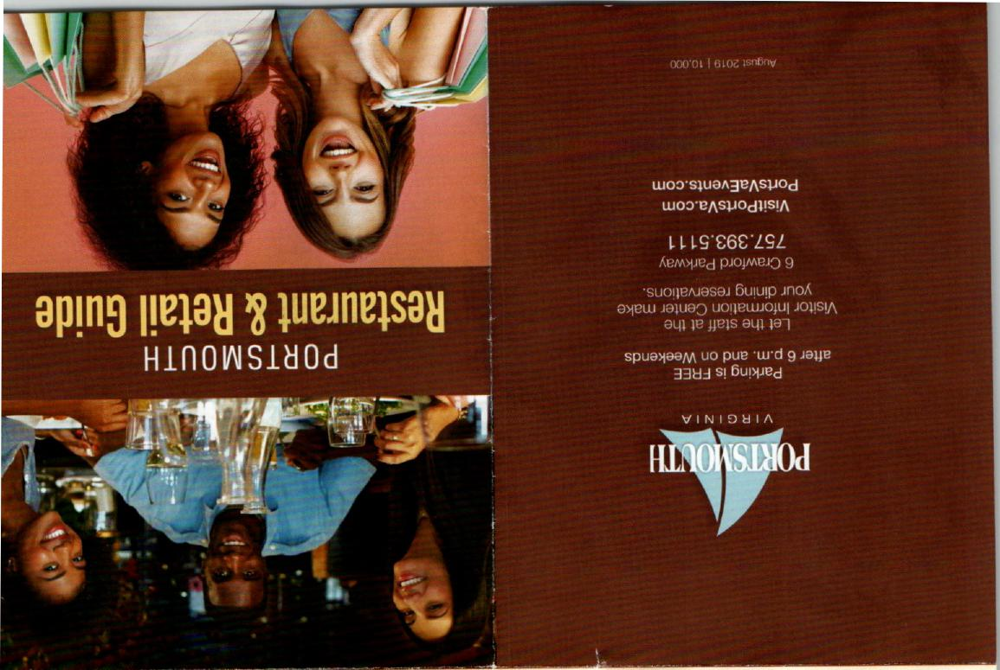 PORTSMOUTH
VIRGINIA
Parking is FREE
after 6 p.m. and on Weekends
Let the staff at the
Visitor Information Center make
your dining reservations.
6 Crawford Parkway
757.393.5111
VisitPortsVa.com
PortsVaEvents.com
August 2019 | 10,000
PORTSMOUTH
Restaurant & Retail Guide